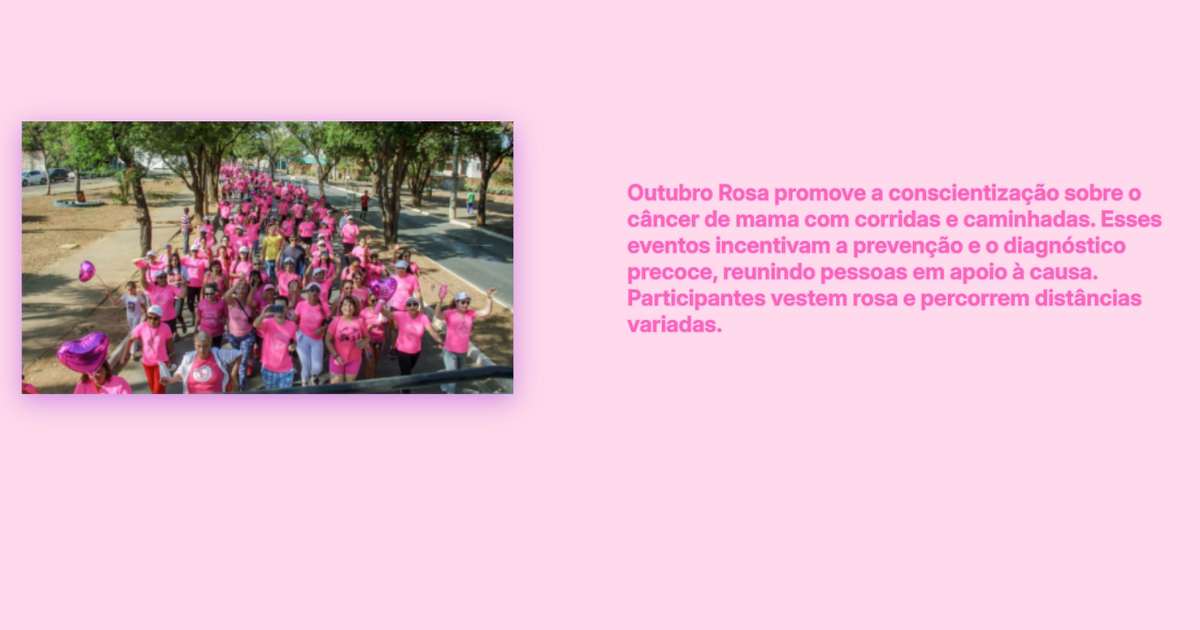 Outubro Rosa promove a conscientização sobre o
câncer de mama com corridas e caminhadas. Esses
eventos incentivam a prevenção e o diagnóstico
precoce, reunindo pessoas em apoio à causa.
Participantes vestem rosa e percorrem distâncias
variadas.